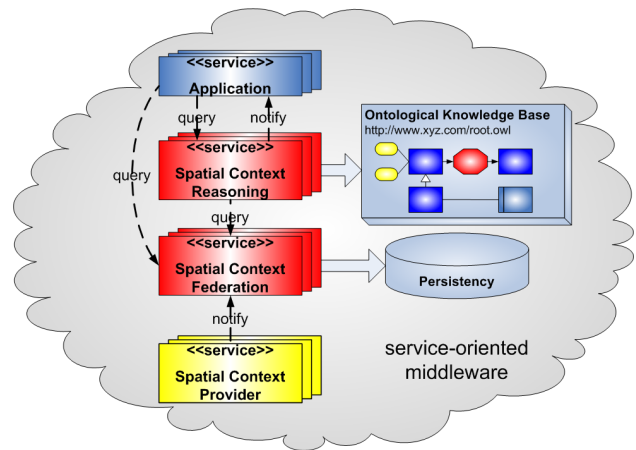 <<service>>
Application
query
notify
<<service>>
Spatial Context
Reasoning
Ontological Knowledge Base
http://www.xyz.com/root.owl
query
query
<<service>>
Spatial Context
Federation
Persistency
notify
<<service>>
Spatial Context
Provider
service-oriented
middleware